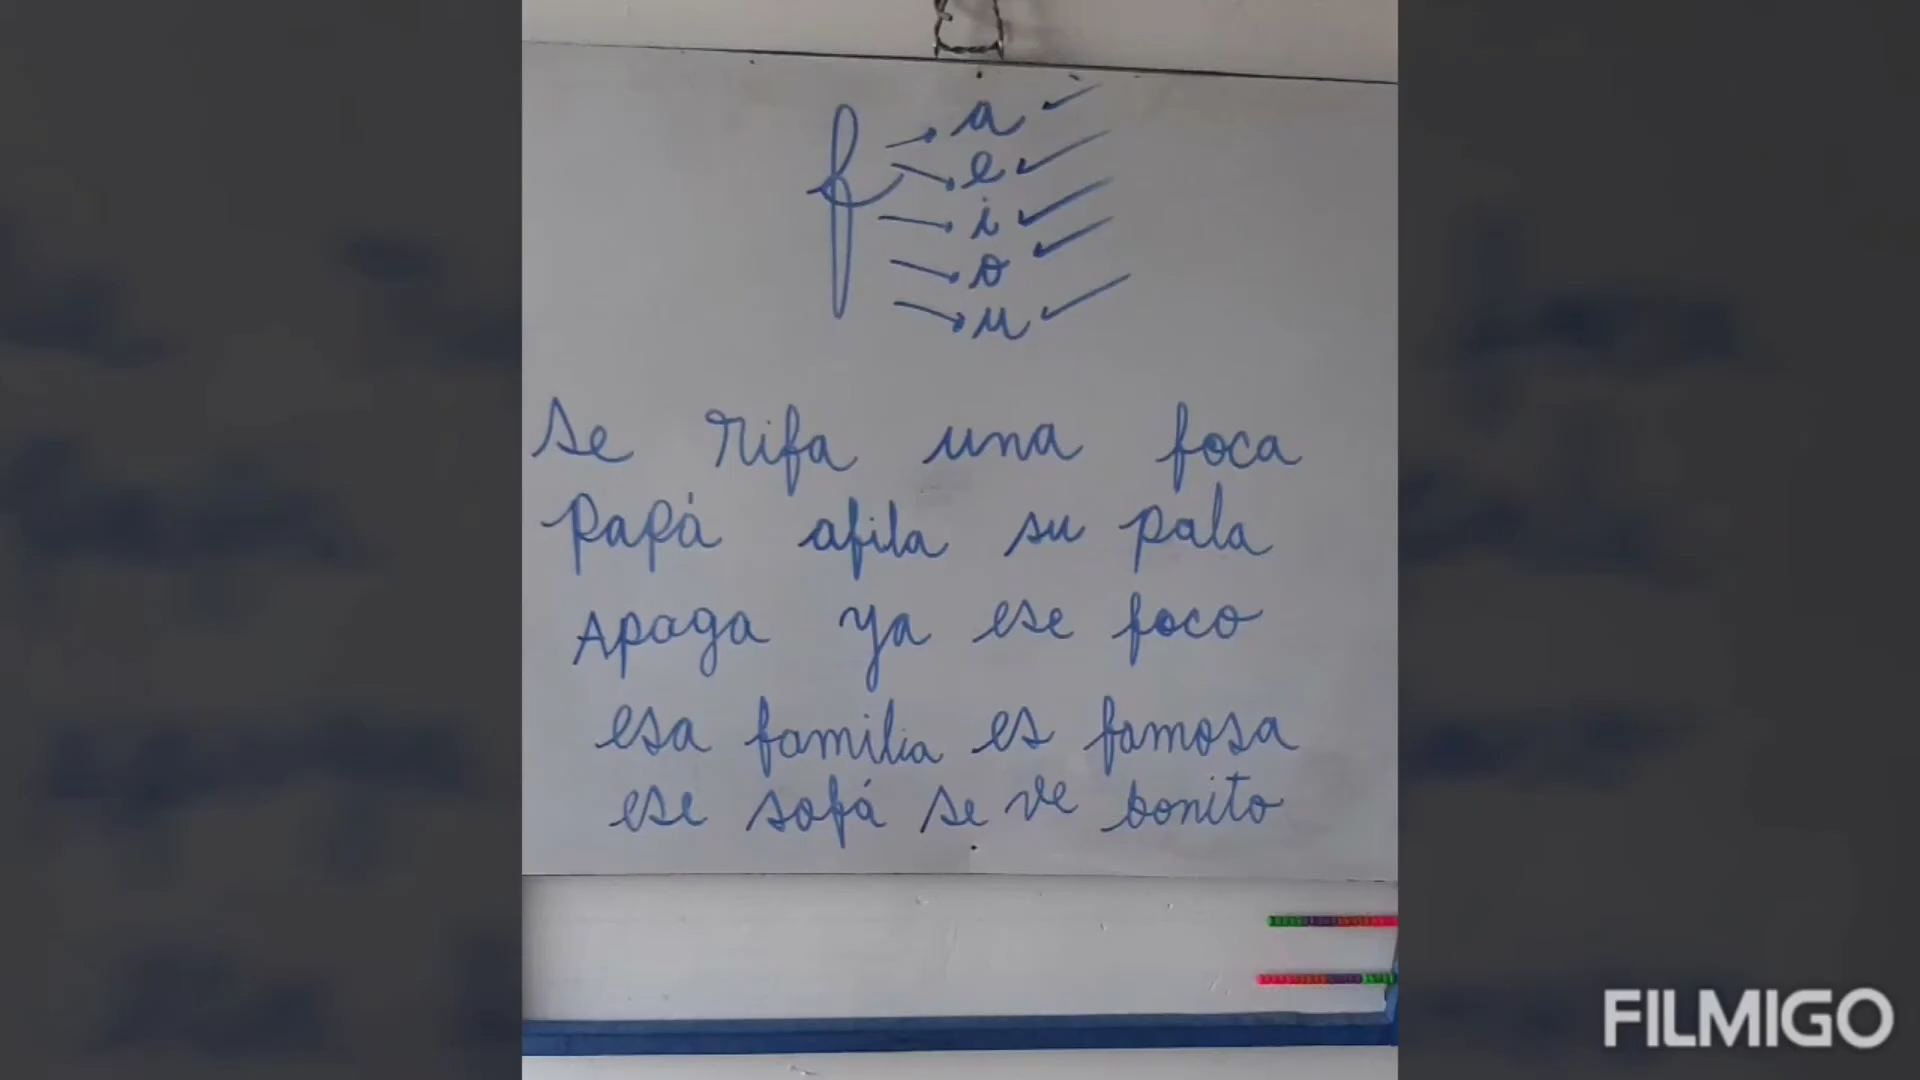 f → a ✓
→ e ✓
→ i ✓
→ o ✓
→ u ✓
Se rifa una foca
papá afila su pala
Apaga ya ese foco
esa familia es famosa
ese sofá se ve bonito
FILMIGO